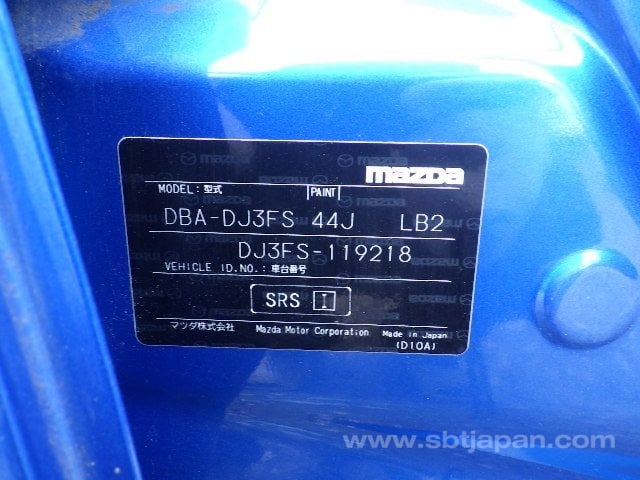 mazda
MODEL:型式 PAINT
DBA-DJ3FS 44J LB2
DJ3FS-119218
VEHICLE ID.NO.:車台番号
SRS I
マツダ株式会社 Mazda Motor Corporation Made in Japan
(D10A)
www.sbtjapan.com